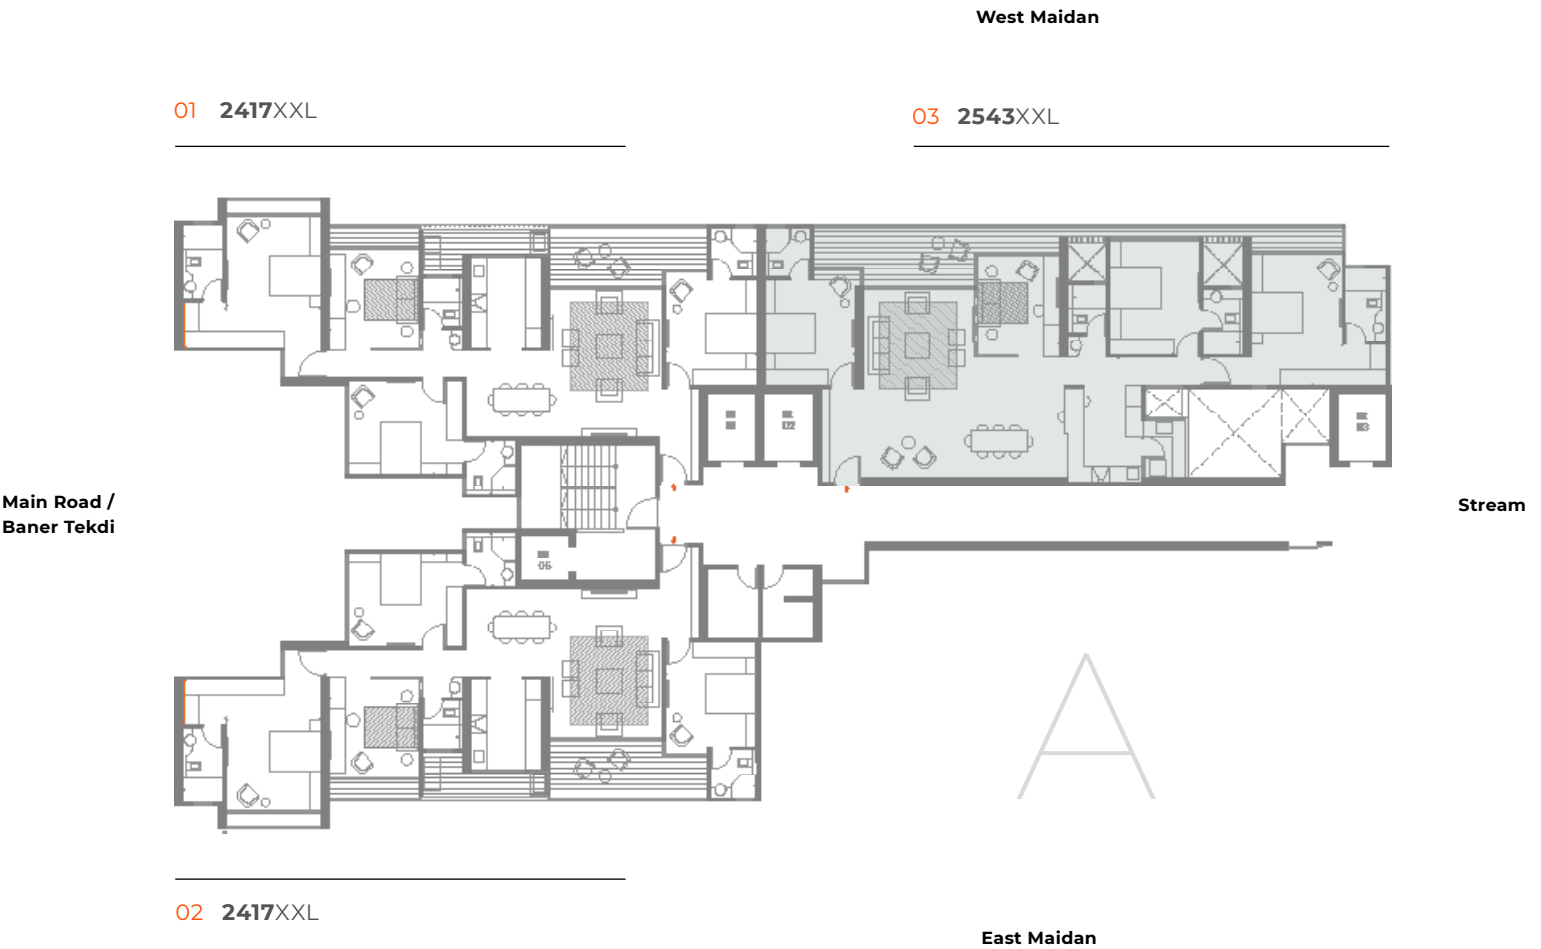 West Maidan
01 2417XXL
03 2543XXL
Main Road /
Baner Tekdi
Stream
A
02 2417XXL
East Maidan